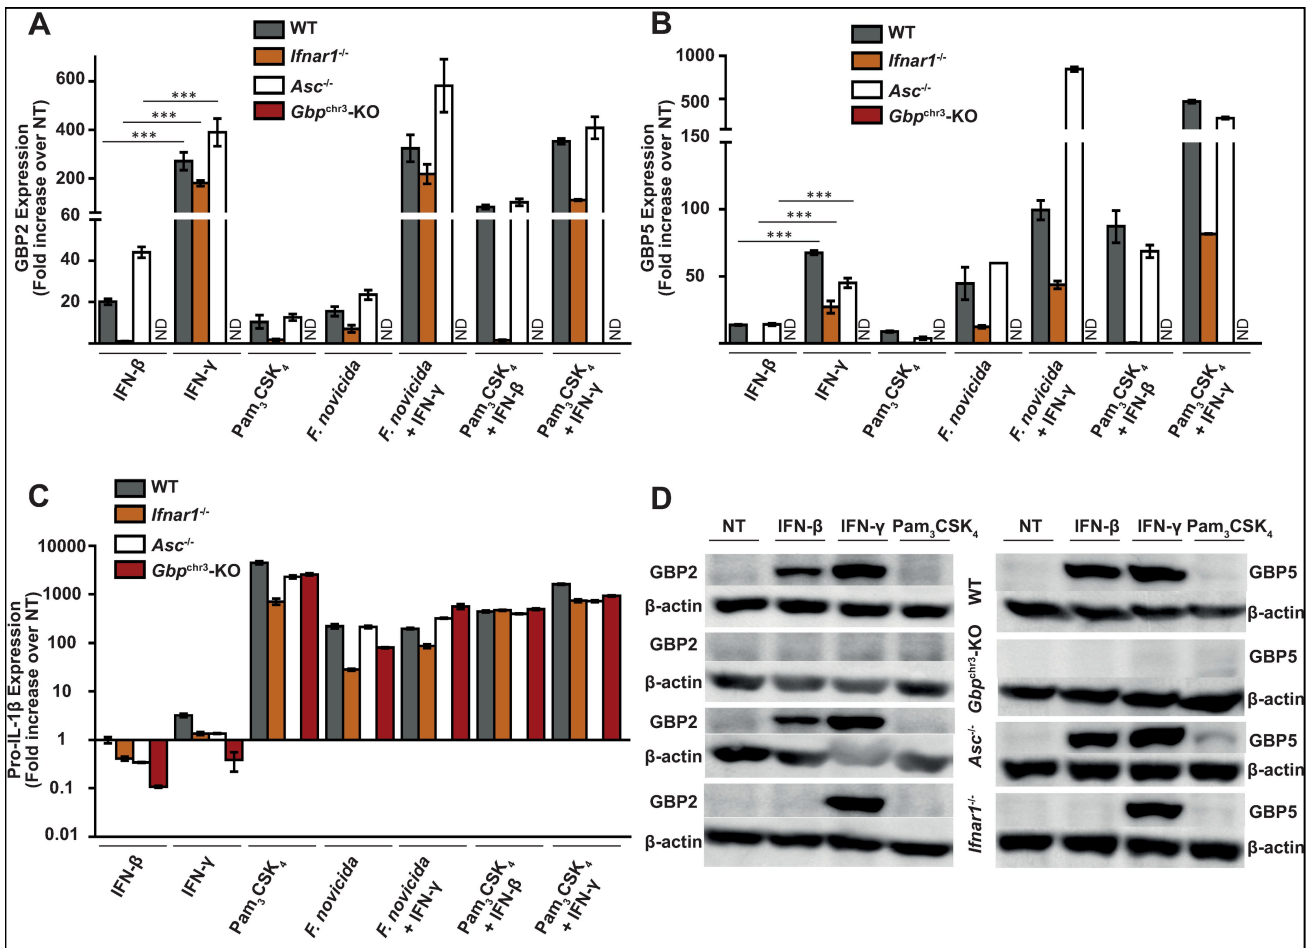 A
WT
Ifnar1-/-
Asc-/-
Gbpchr3-KO
GBP2 Expression
(Fold increase over NT)
600
400
200
60
40
20
***
***
***
ND
ND
ND
ND
ND
ND
ND
IFN-β
IFN-γ
Pam3CSK4
F. novicida
F. novicida
+ IFN-γ
Pam3CSK4
+ IFN-β
Pam3CSK4
+ IFN-γ
B
WT
Ifnar1-/-
Asc-/-
Gbpchr3-KO
GBP5 Expression
(Fold increase over NT)
1000
500
150
100
50
***
***
***
ND
ND
ND
ND
ND
ND
ND
IFN-β
IFN-γ
Pam3CSK4
F. novicida
F. novicida
+ IFN-γ
Pam3CSK4
+ IFN-β
Pam3CSK4
+ IFN-γ
C
WT
Ifnar1-/-
Asc-/-
Gbpchr3-KO
Pro-IL-1β Expression
(Fold increase over NT)
10000
1000
100
10
1
0.1
0.01
IFN-β
IFN-γ
Pam3CSK4
F. novicida
F. novicida
+ IFN-γ
Pam3CSK4
+ IFN-β
Pam3CSK4
+ IFN-γ
D
NT IFN-β IFN-γ Pam3CSK4 NT IFN-β IFN-γ Pam3CSK4
GBP2 WT GBP5
β-actin β-actin
GBP2 Gbpchr3-KO GBP5
β-actin β-actin
GBP2 Asc-/- GBP5
β-actin β-actin
GBP2 Ifnar1-/- GBP5
β-actin β-actin